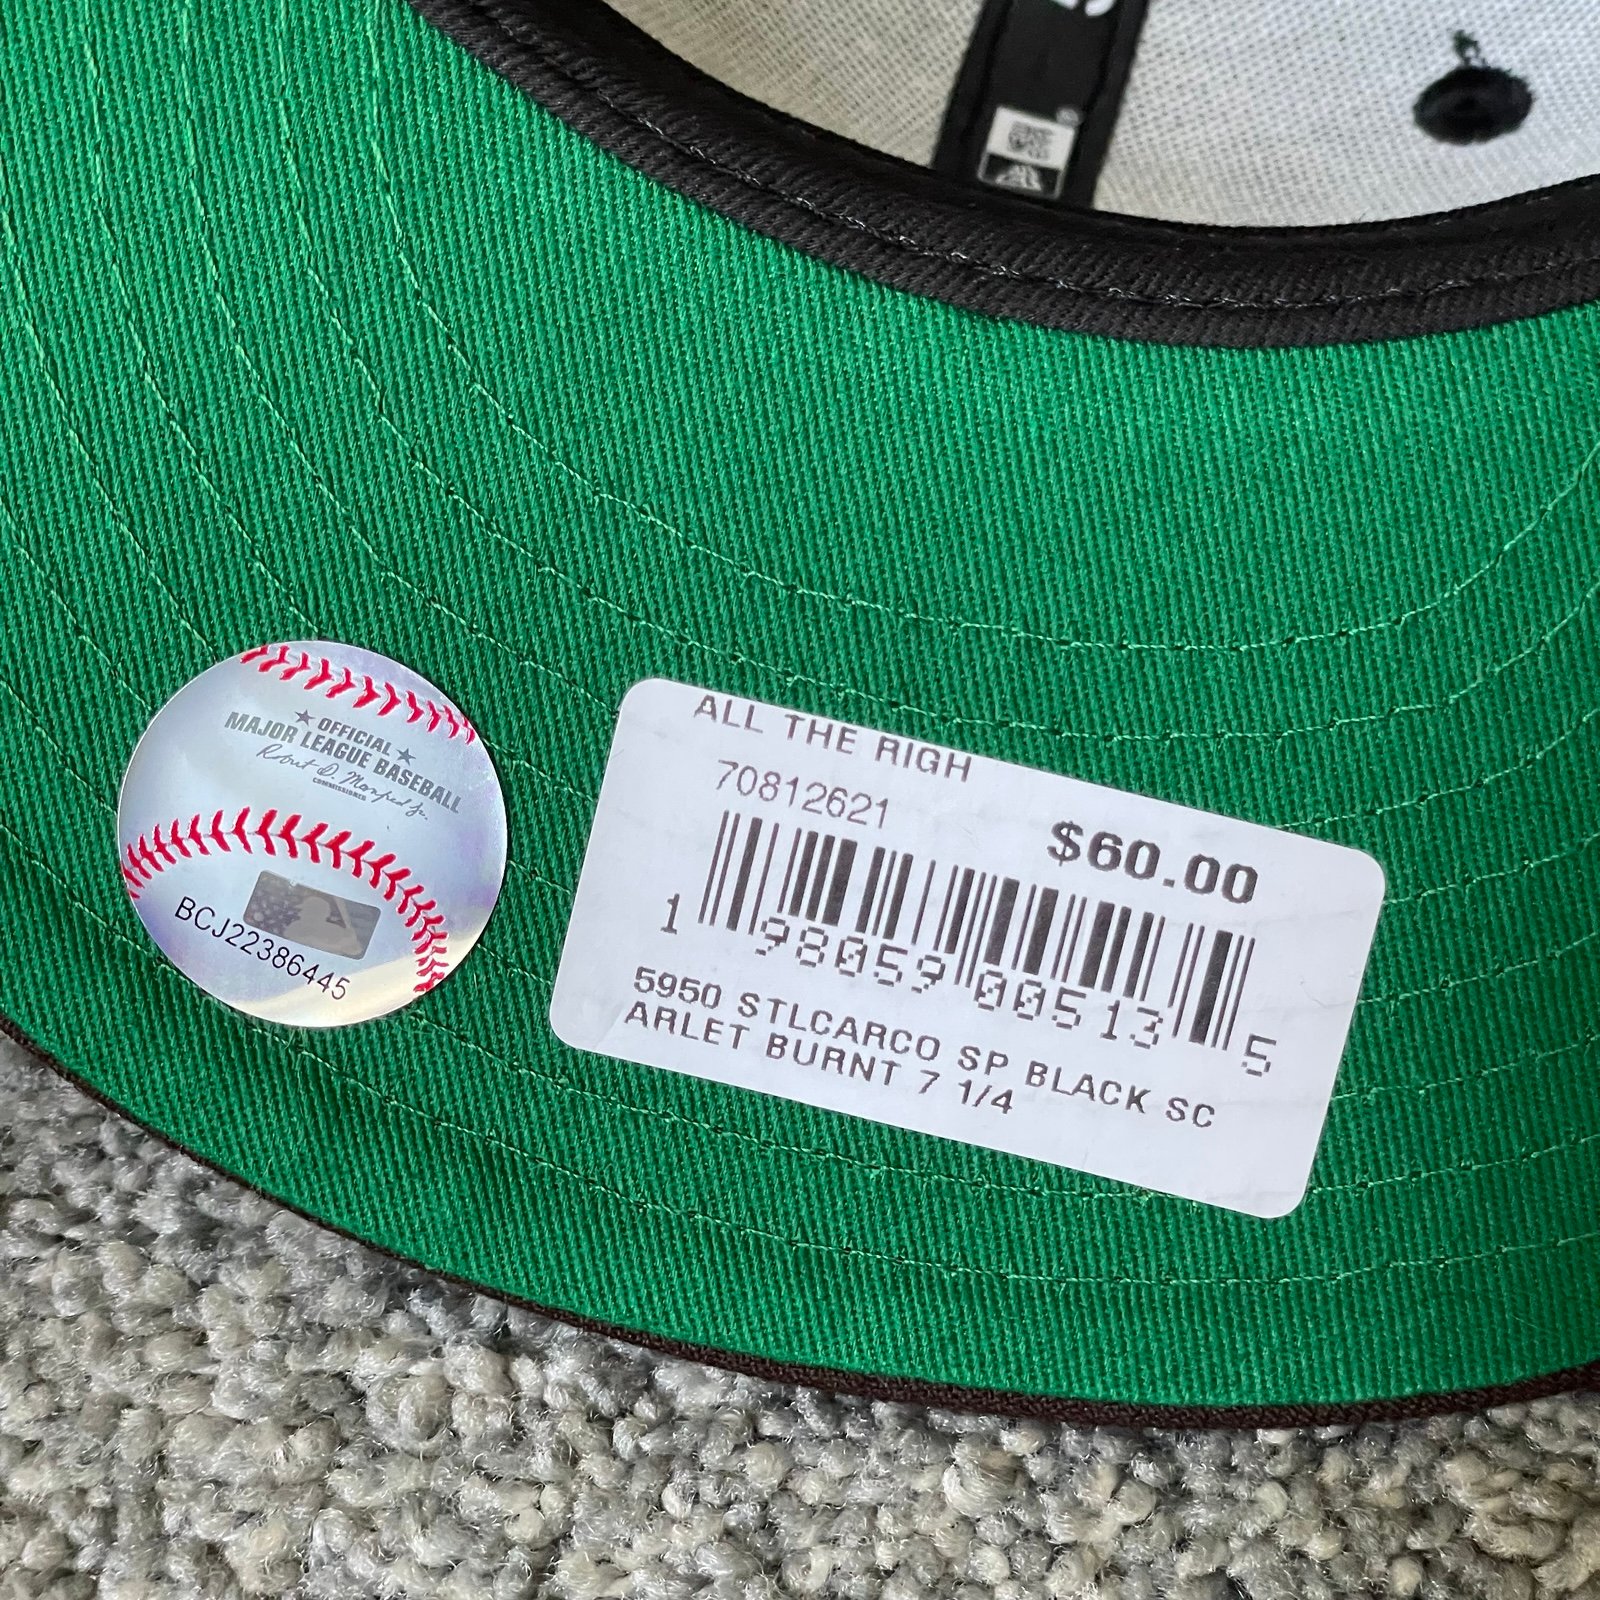 OFFICIAL
MAJOR LEAGUE BASEBALL
COMMISSIONER
BCJ22386445
ALL THE RIGH
70812621
$60.00
1 98059 00513 5
5950 STLCARCO SP BLACK SC
ARLET BURNT 7 1/4